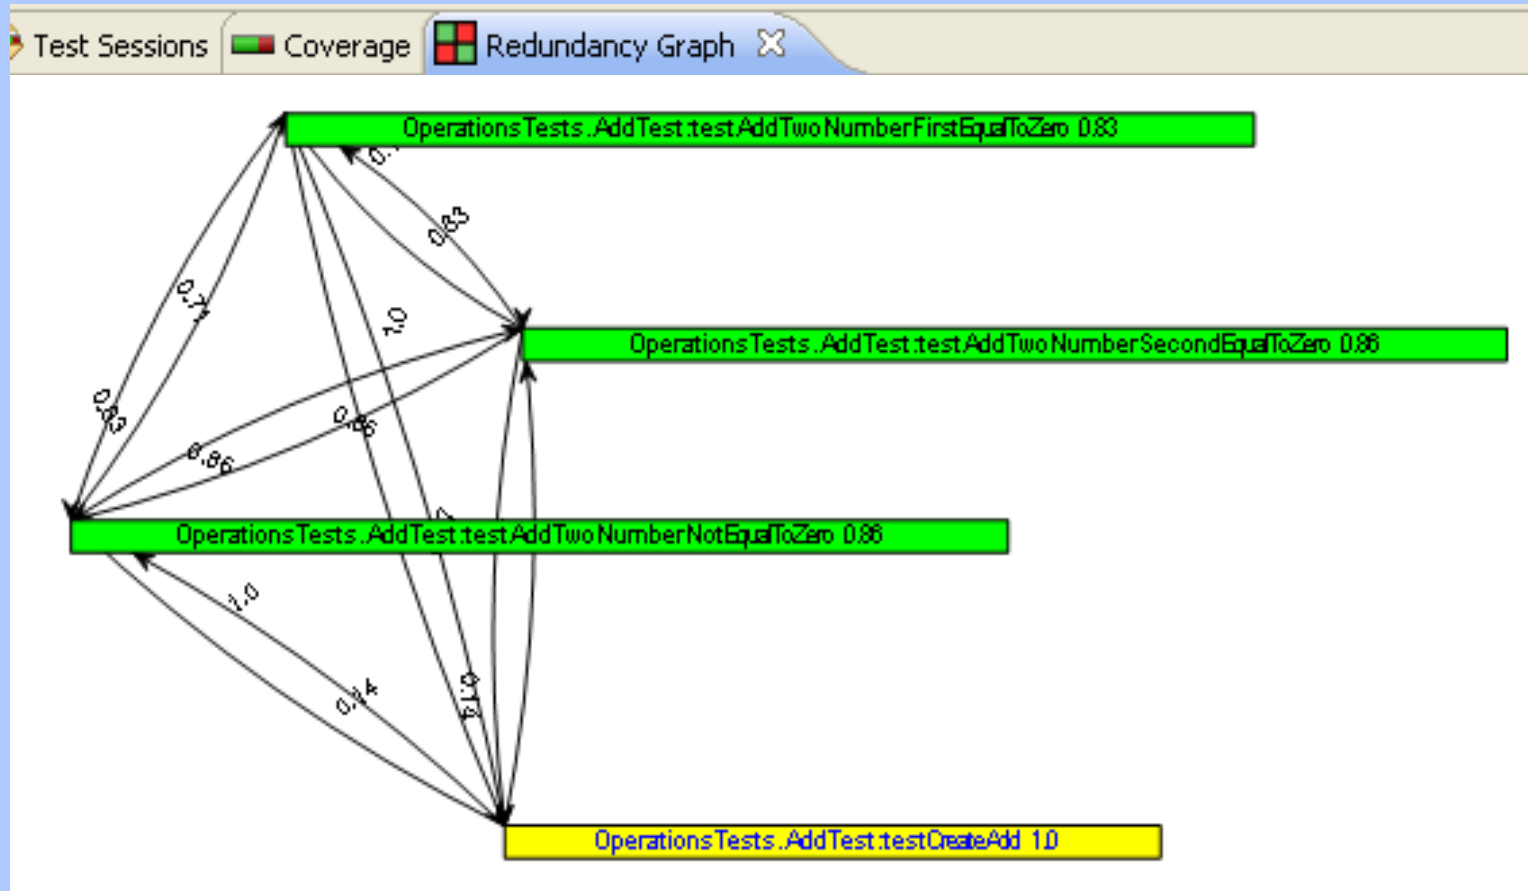 Test Sessions
Coverage
Redundancy Graph
OperationsTests.AddTest:testAddTwoNumberFirstEqualToZero 0.83
0.83
0.71
1.0
OperationsTests.AddTest:testAddTwoNumberSecondEqualToZero 0.86
0.83
0.86
0.86
OperationsTests.AddTest:testAddTwoNumberNotEqualToZero 0.86
1.0
0.14
0.14
OperationsTests.AddTest:testCreateAdd 1.0